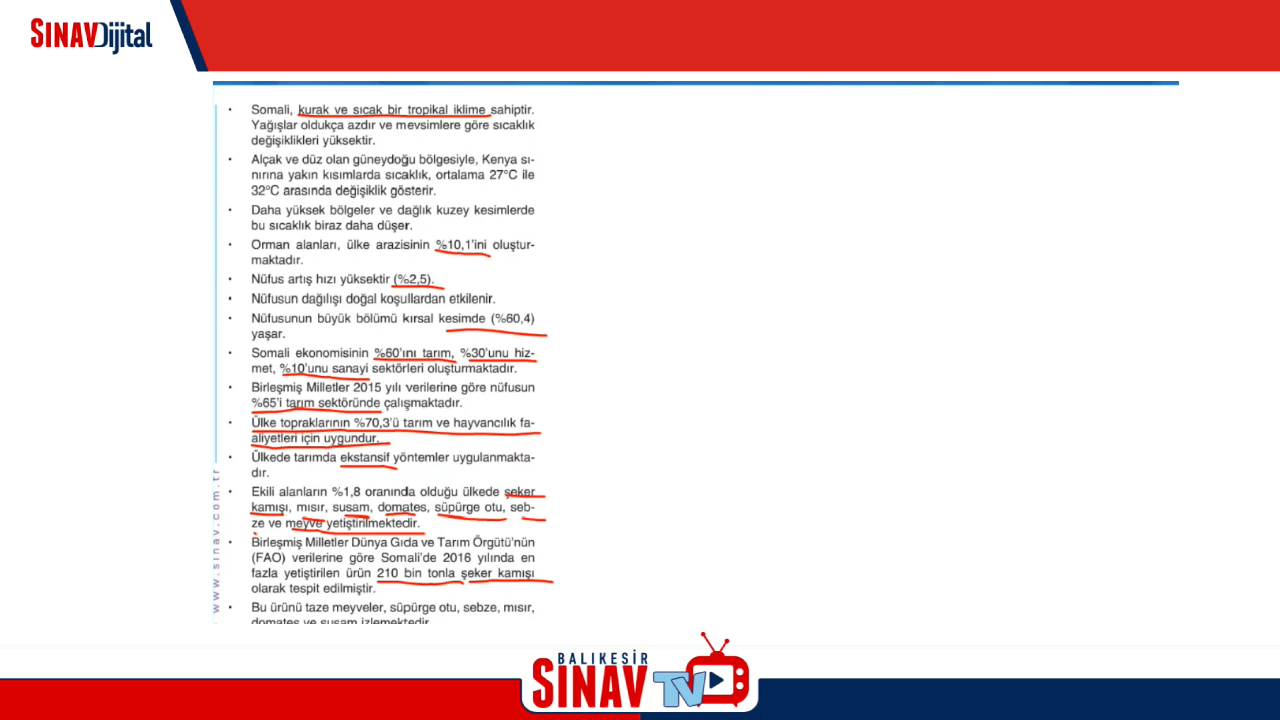 SINAVDijital
• Somali, kurak ve sıcak bir tropikal iklime sahiptir.
Yağışlar oldukça azdır ve mevsimlere göre sıcaklık
değişiklikleri yüksektir.
• Alçak ve düz olan güneydoğu bölgesiyle, Kenya sı-
nırına yakın kısımlarda sıcaklık, ortalama 27°C ile
32°C arasında değişiklik gösterir.
• Daha yüksek bölgeler ve dağlık kuzey kesimlerde
bu sıcaklık biraz daha düşer.
• Orman alanları, ülke arazisinin %10,1'ini oluştur-
maktadır.
• Nüfus artış hızı yüksektir (%2,5).
• Nüfusun dağılışı doğal koşullardan etkilenir.
• Nüfusunun büyük bölümü kırsal kesimde (%60,4)
yaşar.
• Somali ekonomisinin %60'ını tarım, %30'unu hiz-
met, %10'unu sanayi sektörleri oluşturmaktadır.
• Birleşmiş Milletler 2015 yılı verilerine göre nüfusun
%65'i tarım sektöründe çalışmaktadır.
• Ülke topraklarının %70,3'ü tarım ve hayvancılık fa-
aliyetleri için uygundur.
• Ülkede tarımda ekstansif yöntemler uygulanmakta-
dır.
• Ekili alanların %1,8 oranında olduğu ülkede şeker
kamışı, mısır, susam, domates, süpürge otu, seb-
ze ve meyve yetiştirilmektedir.
• Birleşmiş Milletler Dünya Gıda ve Tarım Örgütü'nün
(FAO) verilerine göre Somali'de 2016 yılında en
fazla yetiştirilen ürün 210 bin tonla şeker kamışı
olarak tespit edilmiştir.
• Bu ürünü taze meyveler, süpürge otu, sebze, mısır,
domates ve susam izlemektedir.
www.sinav.com.tr
BALIKESİR
SINAV TV